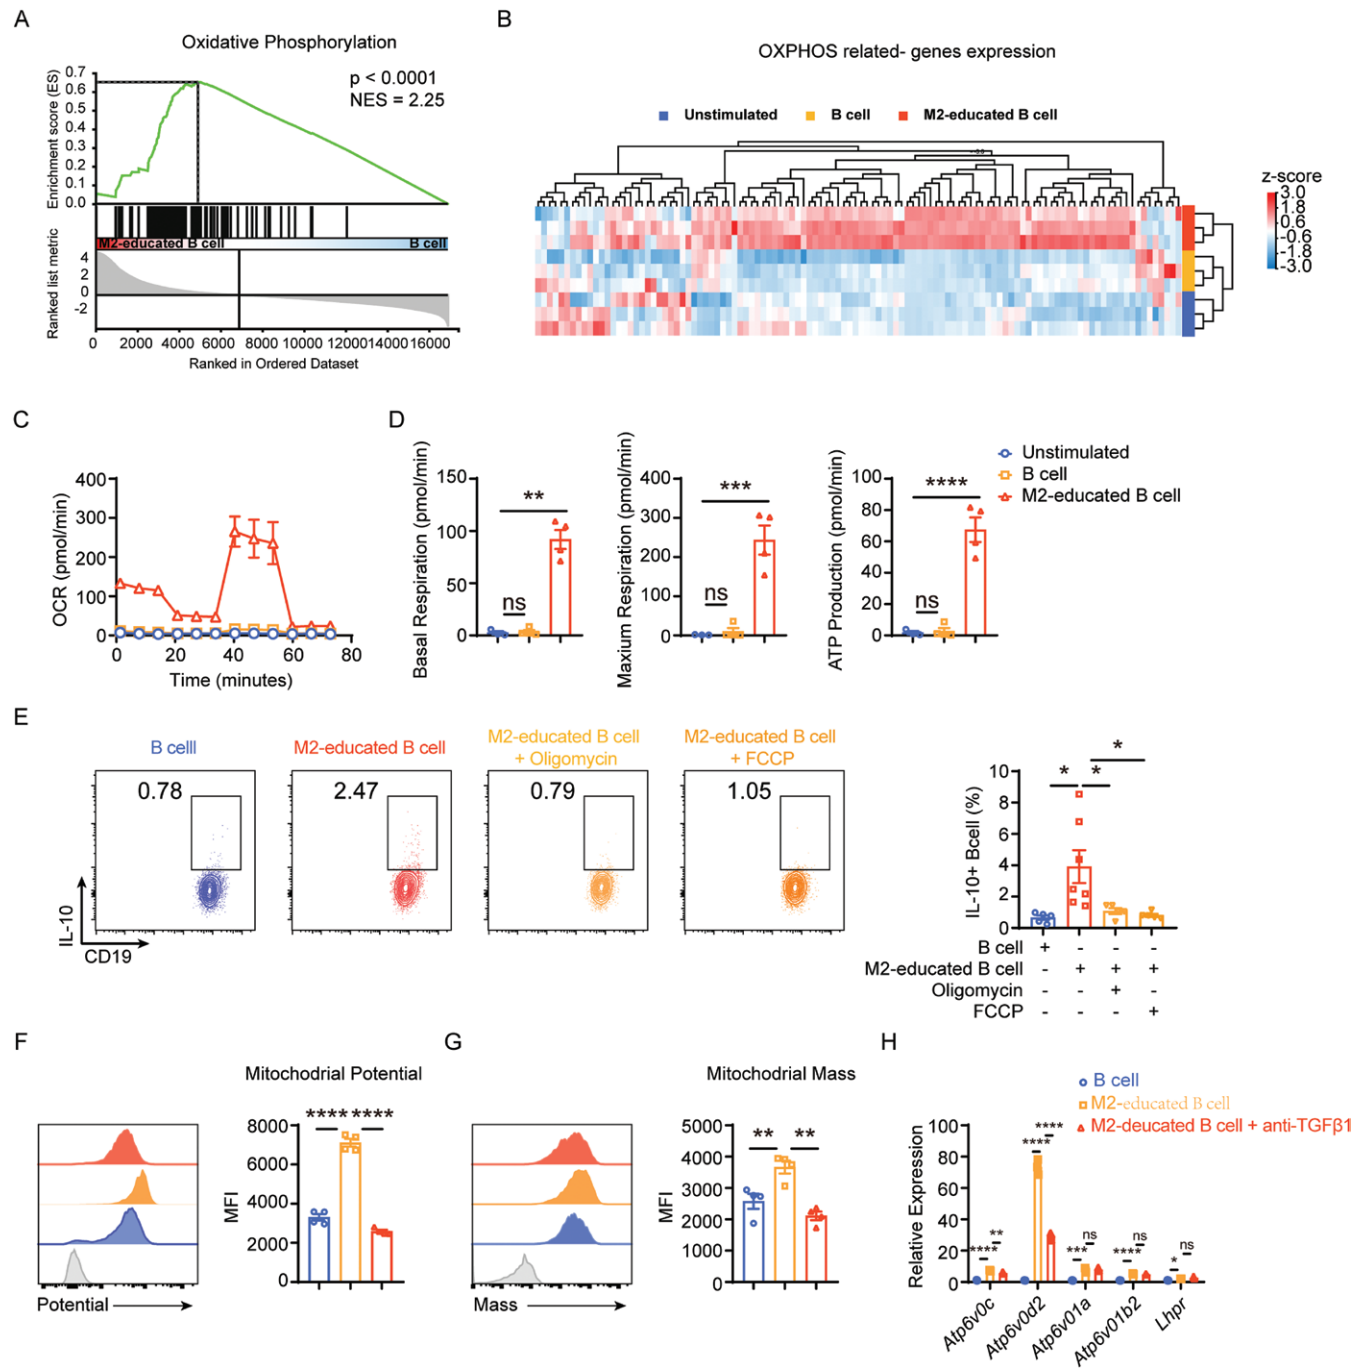 A
Oxidative Phosphorylation
p < 0.0001
NES = 2.25
Enrichment score (ES)
0.7
0.6
0.5
0.4
0.3
0.2
0.1
0.0
M2-educated B cell
B cell
Ranked list metric
4
2
0
-2
0 2000 4000 6000 8000 10000 12000 14000 16000
Ranked in Ordered Dataset
B
OXPHOS related- genes expression
Unstimulated
B cell
M2-educated B cell
z-score
3.0
1.8
0.6
-0.6
-1.8
-3.0
C
OCR (pmol/min)
400
300
200
100
0
0 20 40 60 80
Time (minutes)
D
Basal Respiration (pmol/min)
150
100
50
0
ns
**
Maxium Respiration (pmol/min)
400
300
200
100
0
ns
***
ATP Production (pmol/min)
100
80
60
40
20
0
ns
****
Unstimulated
B cell
M2-educated B cell
E
B celll
0.78
M2-educated B cell
2.47
M2-educated B cell
+ Oligomycin
0.79
M2-educated B cell
+ FCCP
1.05
IL-10
CD19
IL-10+ Bcell (%)
10
8
6
4
2
0
* * *
B cell + - - -
M2-educated B cell - + + +
Oligomycin - - + -
FCCP - - - +
F
Potential
Mitochodrial Potential
MFI
8000
6000
4000
2000
0
**** ****
G
Mass
Mitochodrial Mass
MFI
5000
4000
3000
2000
1000
0
** **
H
B cell
M2-educated B cell
M2-deucated B cell + anti-TGFβ1
Relative Expression
100
80
60
40
20
0
**** **
**** ****
*** ns
**** ns
* ns
Atp6v0c
Atp6v0d2
Atp6v01a
Atp6v01b2
Lhpr